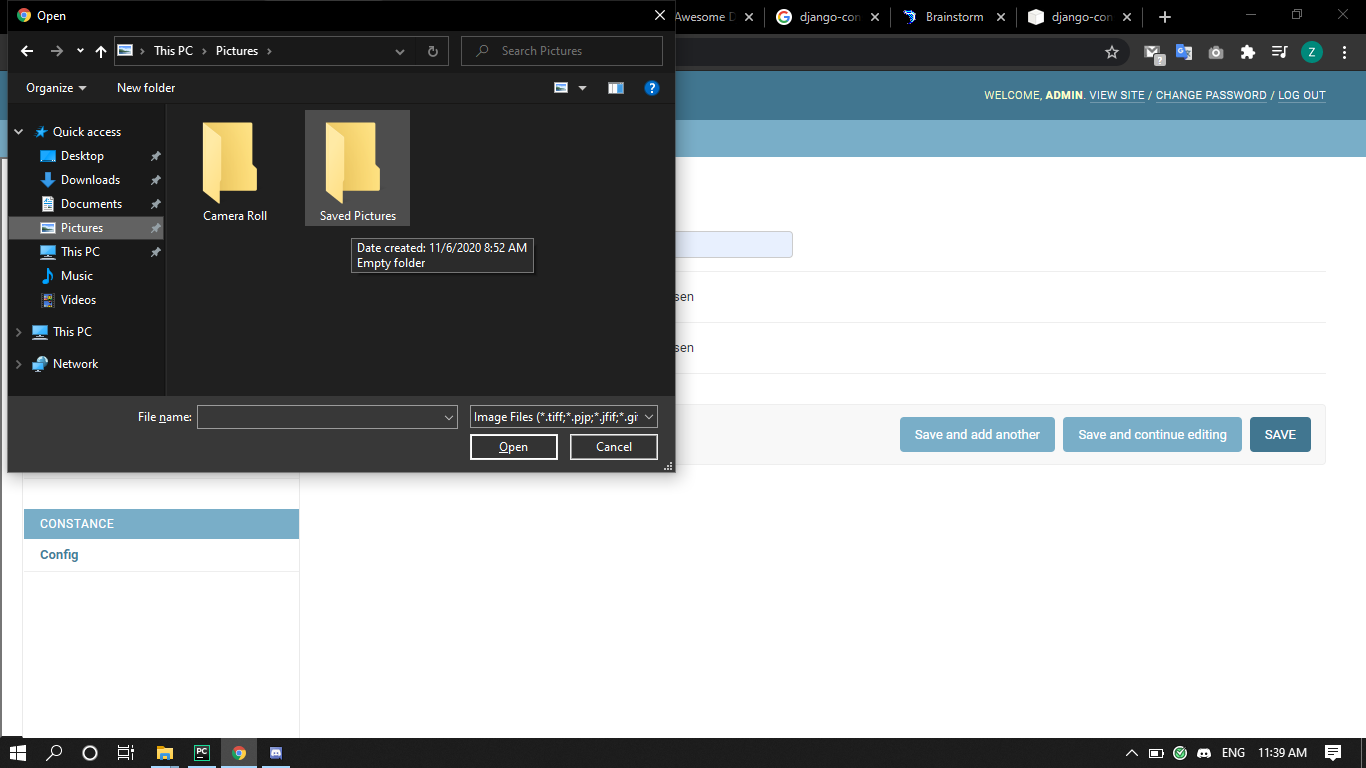 Open
Awesome D
django-con
Brainstorm
django-con
This PC
Pictures
Search Pictures
Z
?
Organize
New folder
?
WELCOME, ADMIN. VIEW SITE / CHANGE PASSWORD / LOG OUT
Quick access
Desktop
Downloads
Documents
Pictures
This PC
Music
Videos
This PC
Network
Camera Roll
Saved Pictures
Date created: 11/6/2020 8:52 AM
Empty folder
sen
sen
File name:
Image Files (*.tiff;*.pjp;*.jfif;*.gi
Open
Cancel
Save and add another
Save and continue editing
SAVE
CONSTANCE
Config
PC
ENG
11:39 AM